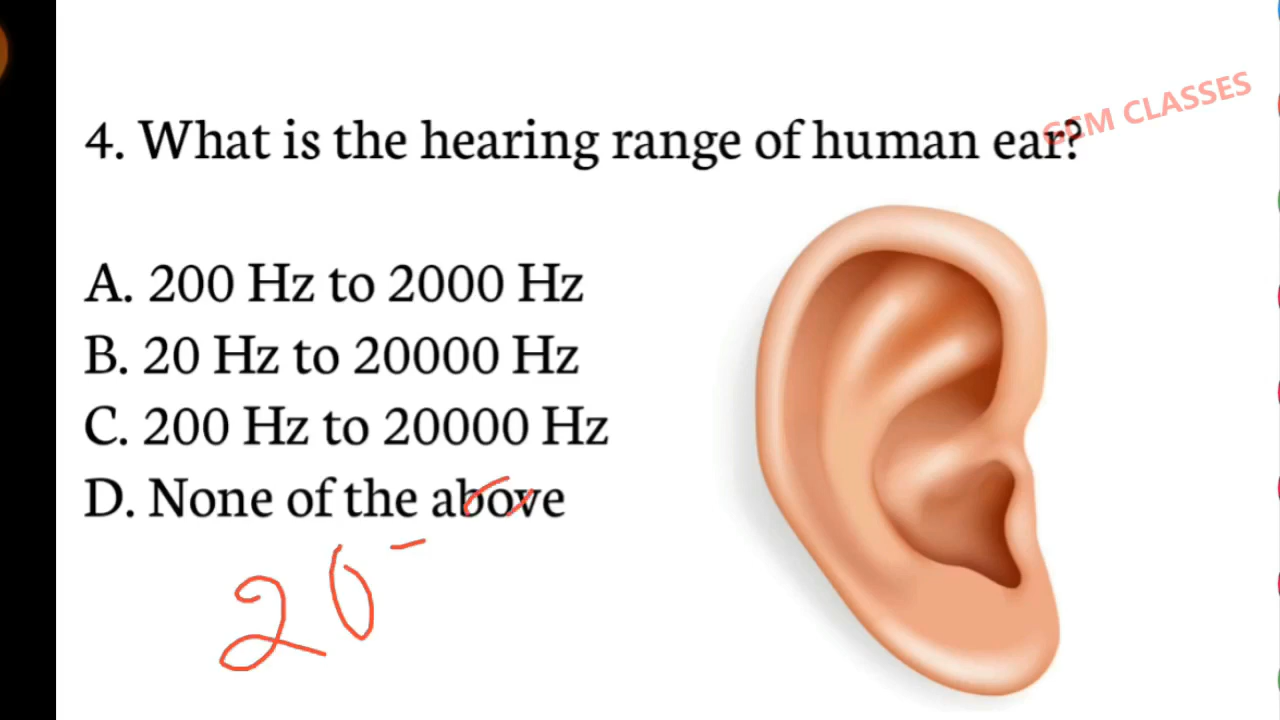 GEM CLASSES
4. What is the hearing range of human ear?
A. 200 Hz to 2000 Hz
B. 20 Hz to 20000 Hz
C. 200 Hz to 20000 Hz
D. None of the above
20-